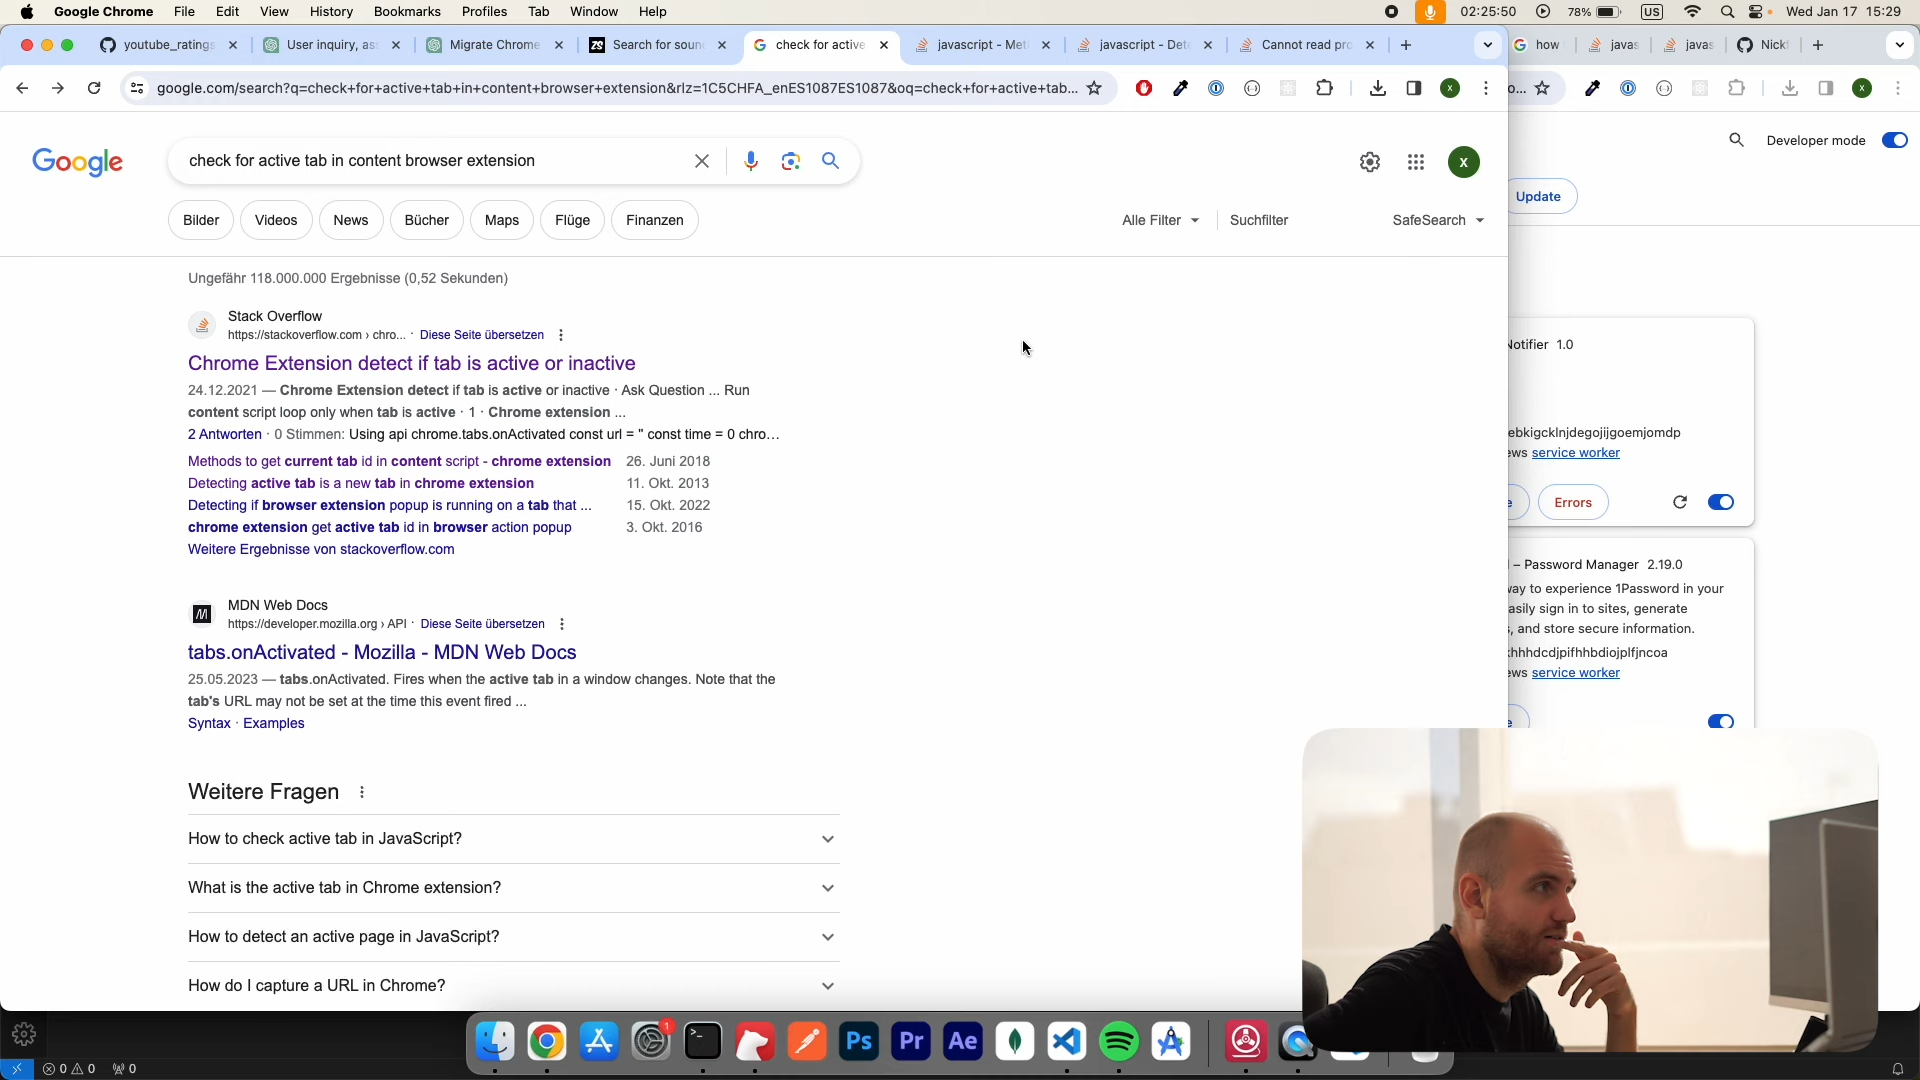 Google Chrome File Edit View History Bookmarks Profiles Tab Window Help 02:25:50 78% US Wed Jan 17 15:29
youtube_ratings User inquiry, as Migrate Chrome Search for soun check for active javascript - Met javascript - Dete Cannot read pro how javas javas Nick
google.com/search?q=check+for+active+tab+in+content+browser+extension&rlz=1C5CHFA_enES1087ES1087&oq=check+for+active+tab...
Google
check for active tab in content browser extension
X
Developer mode
Update
Bilder Videos News Bücher Maps Flüge Finanzen Alle Filter Suchfilter SafeSearch
Ungefähr 118.000.000 Ergebnisse (0,52 Sekunden)
Stack Overflow
https://stackoverflow.com › chro... · Diese Seite übersetzen
Chrome Extension detect if tab is active or inactive
24.12.2021 — Chrome Extension detect if tab is active or inactive · Ask Question ... Run
content script loop only when tab is active · 1 · Chrome extension ...
2 Antworten · 0 Stimmen: Using api chrome.tabs.onActivated const url = '' const time = 0 chro...
Methods to get current tab id in content script - chrome extension 26. Juni 2018
Detecting active tab is a new tab in chrome extension 11. Okt. 2013
Detecting if browser extension popup is running on a tab that ... 15. Okt. 2022
chrome extension get active tab id in browser action popup 3. Okt. 2016
Weitere Ergebnisse von stackoverflow.com
MDN Web Docs
https://developer.mozilla.org › API · Diese Seite übersetzen
tabs.onActivated - Mozilla - MDN Web Docs
25.05.2023 — tabs.onActivated. Fires when the active tab in a window changes. Note that the
tab's URL may not be set at the time this event fired ...
Syntax · Examples
Weitere Fragen
How to check active tab in JavaScript?
What is the active tab in Chrome extension?
How to detect an active page in JavaScript?
How do I capture a URL in Chrome?
Notifier 1.0
ebkigcklnjdegojijgoemjomdp
ews service worker
e Errors
– Password Manager 2.19.0
way to experience 1Password in your
asily sign in to sites, generate
s, and store secure information.
khhhdcdjpifhhbdiojplfjncoa
ews service worker
e
1 Ps Pr Ae
0 0 0